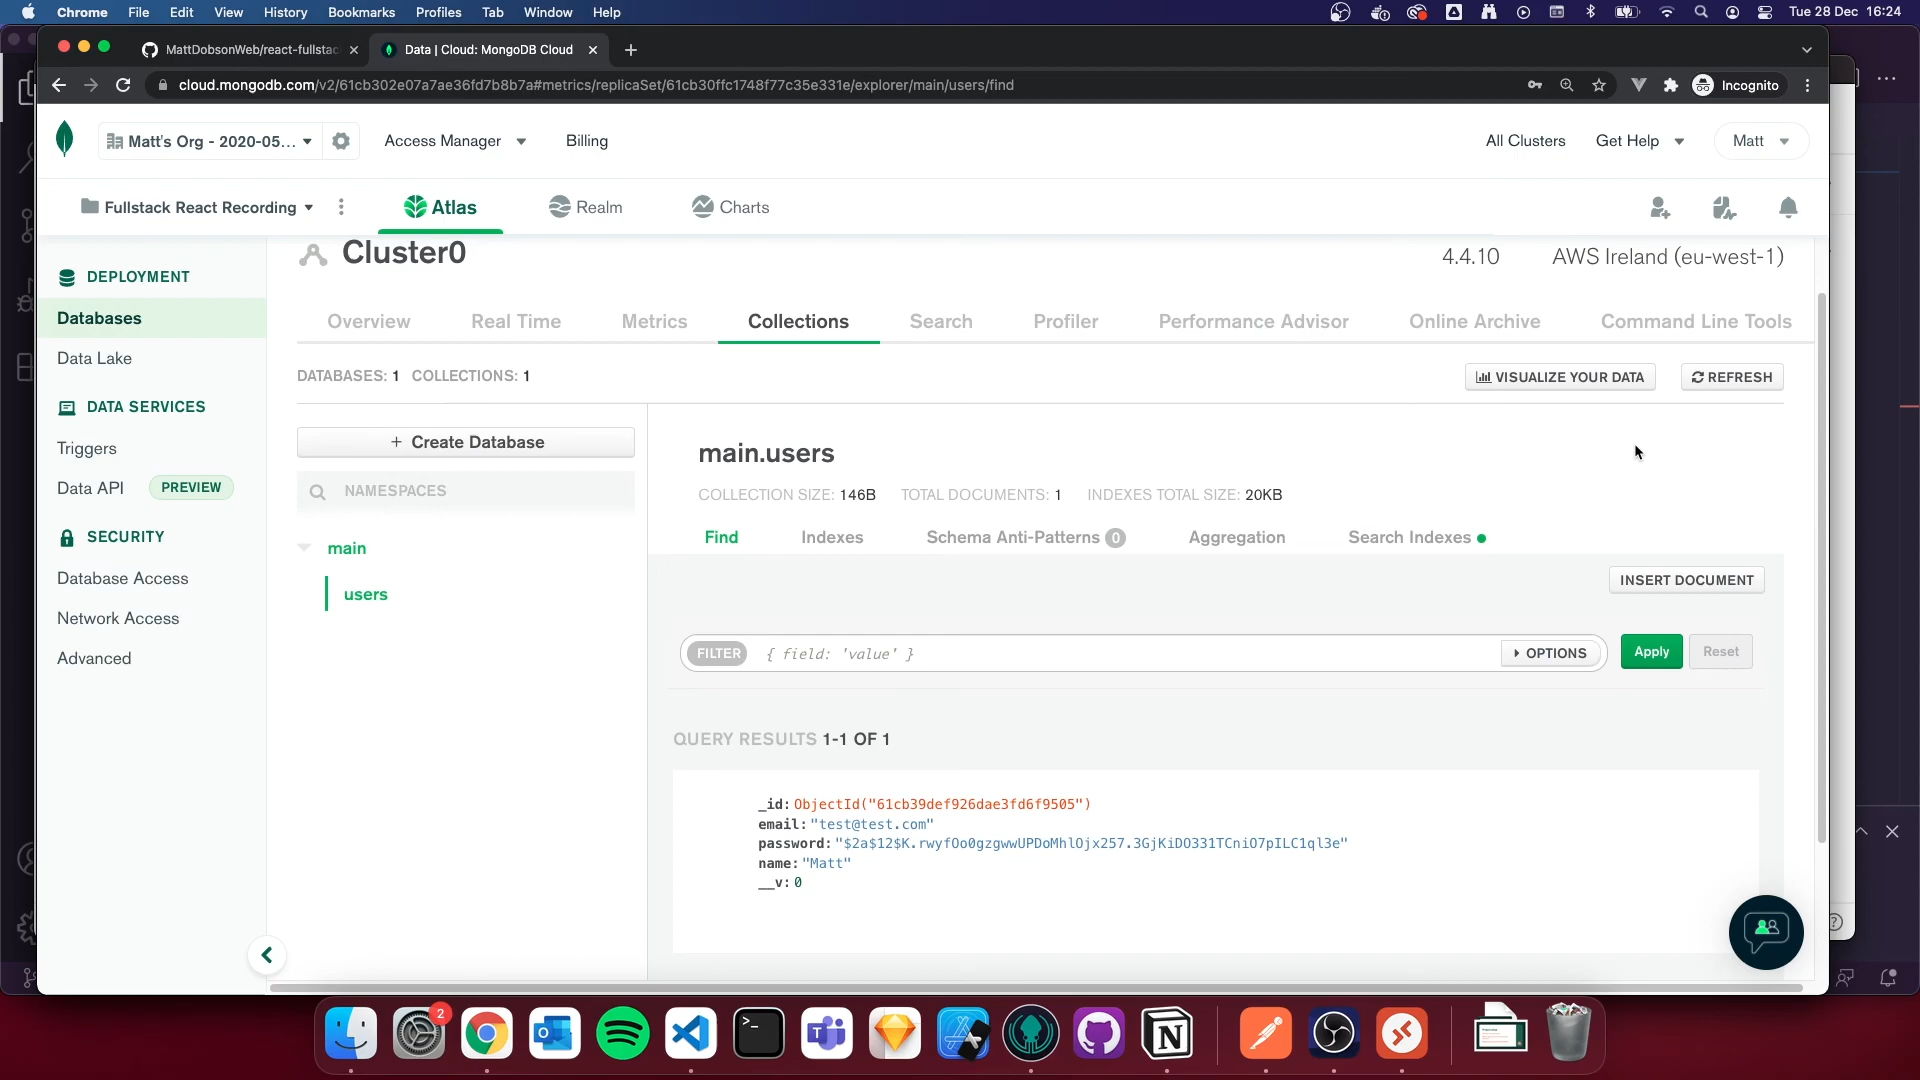 Chrome File Edit View History Bookmarks Profiles Tab Window Help Tue 28 Dec 16:24
MattDobsonWeb/react-fullstac Data | Cloud: MongoDB Cloud
cloud.mongodb.com/v2/61cb302e07a7ae36fd7b8b7a#metrics/replicaSet/61cb30ffc1748f77c35e331e/explorer/main/users/find Incognito
Matt's Org - 2020-05... Access Manager Billing All Clusters Get Help Matt
Fullstack React Recording Atlas Realm Charts
Cluster0 4.4.10 AWS Ireland (eu-west-1)
DEPLOYMENT
Databases
Data Lake
DATA SERVICES
Triggers
Data API PREVIEW
SECURITY
Database Access
Network Access
Advanced
Overview Real Time Metrics Collections Search Profiler Performance Advisor Online Archive Command Line Tools
DATABASES: 1 COLLECTIONS: 1 VISUALIZE YOUR DATA REFRESH
+ Create Database
NAMESPACES
main
users
main.users
COLLECTION SIZE: 146B TOTAL DOCUMENTS: 1 INDEXES TOTAL SIZE: 20KB
Find Indexes Schema Anti-Patterns 0 Aggregation Search Indexes
INSERT DOCUMENT
FILTER { field: 'value' } OPTIONS Apply Reset
QUERY RESULTS 1-1 OF 1
_id: ObjectId("61cb39def926dae3fd6f9505")
email: "test@test.com"
password: "$2a$12$K.rwyfOo0gzgwwUPDoMhlOjx257.3GjKiDO331TCniO7pILC1ql3e"
name: "Matt"
__v: 0
2